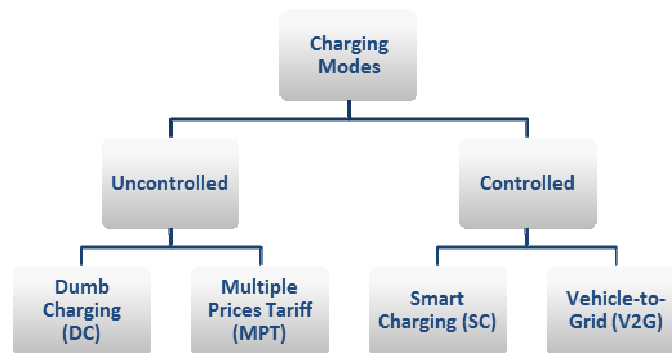 Charging
Modes
Uncontrolled
Controlled
Dumb
Charging
(DC)
Multiple
Prices Tariff
(MPT)
Smart
Charging (SC)
Vehicle-to-
Grid (V2G)